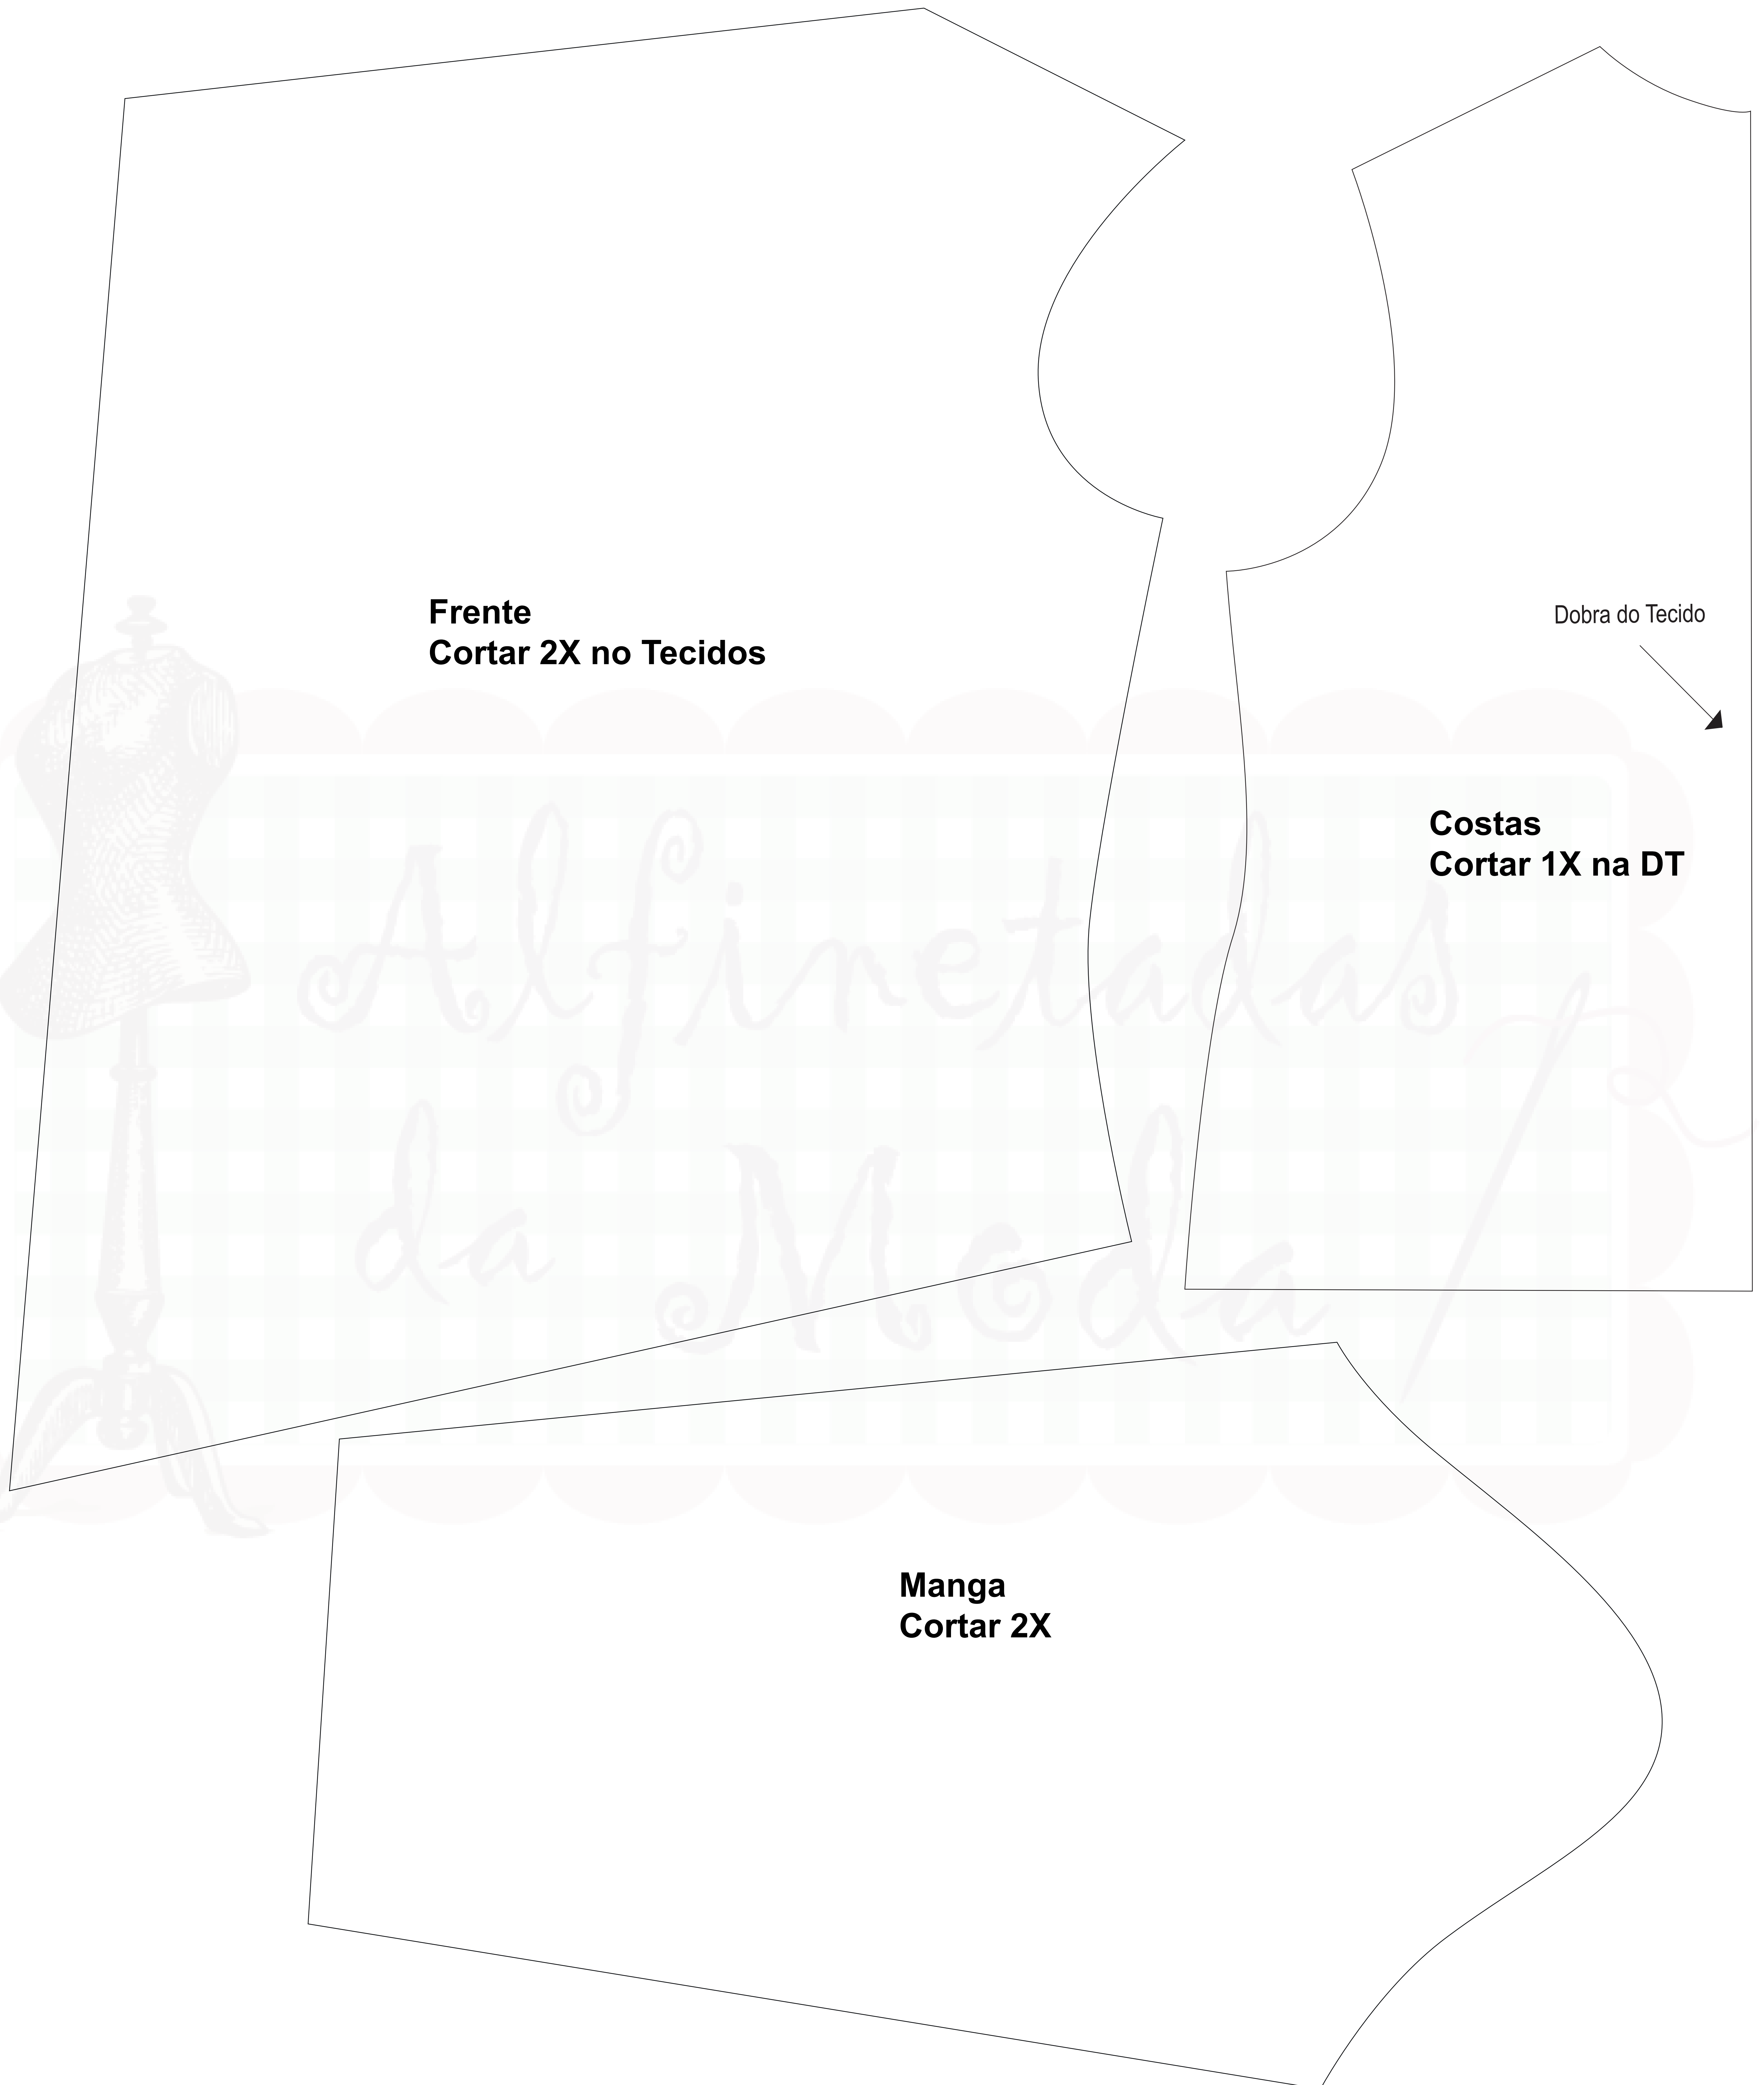 Frente
Cortar 2X no Tecidos
Dobra do Tecido
Costas
Cortar 1X na DT
Alfinetadas
da Moda
Manga
Cortar 2X